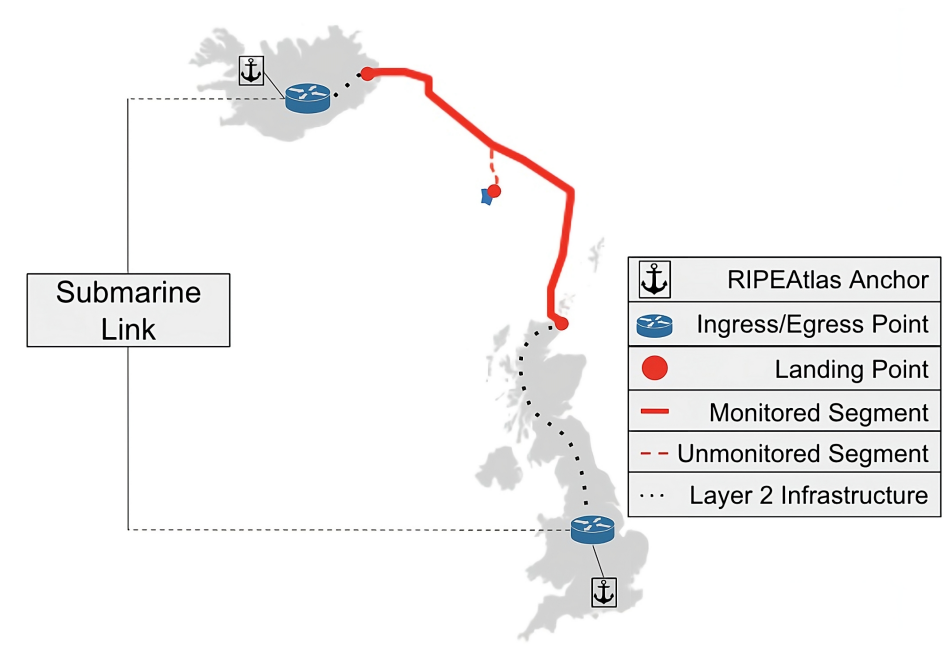 Submarine
Link
RIPEAtlas Anchor
Ingress/Egress Point
Landing Point
Monitored Segment
Unmonitored Segment
Layer 2 Infrastructure